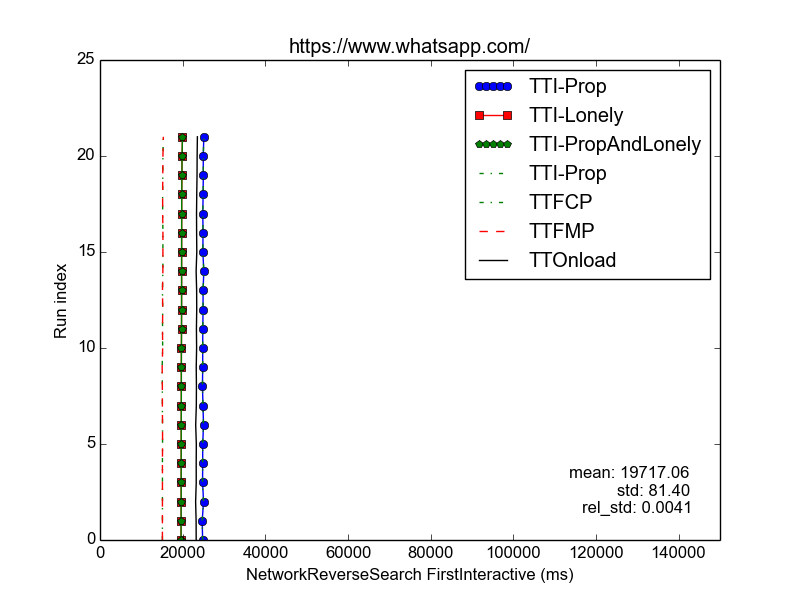 https://www.whatsapp.com/
25
20
15
10
5
0
Run index
TTI-Prop
TTI-Lonely
TTI-PropAndLonely
TTI-Prop
TTFCP
TTFMP
TTOnload
mean: 19717.06
std: 81.40
rel_std: 0.0041
0 20000 40000 60000 80000 100000 120000 140000
NetworkReverseSearch FirstInteractive (ms)